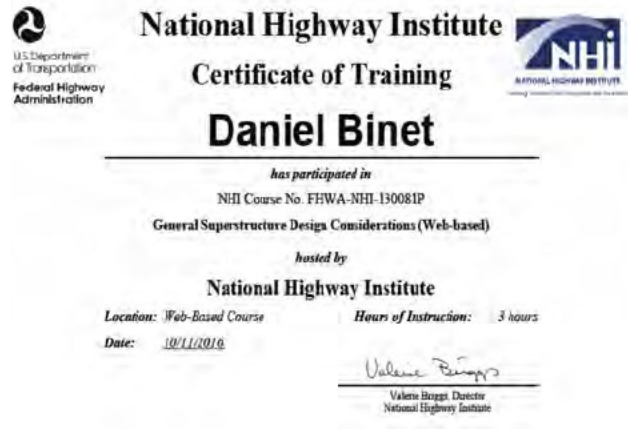 U.S. Department
of Transportation
Federal Highway
Administration
National Highway Institute
Certificate of Training
NHi
NATIONAL HIGHWAY INSTITUTE
Daniel Binet
has participated in
NHI Course No. FHWA-NHI-130081P
General Superstructure Design Considerations (Web-based)
hosted by
National Highway Institute
Location: Web-Based Course Hours of Instruction: 3 hours
Date: 10/11/2016
Valerie Briggs
Valerie Briggs, Director
National Highway Institute